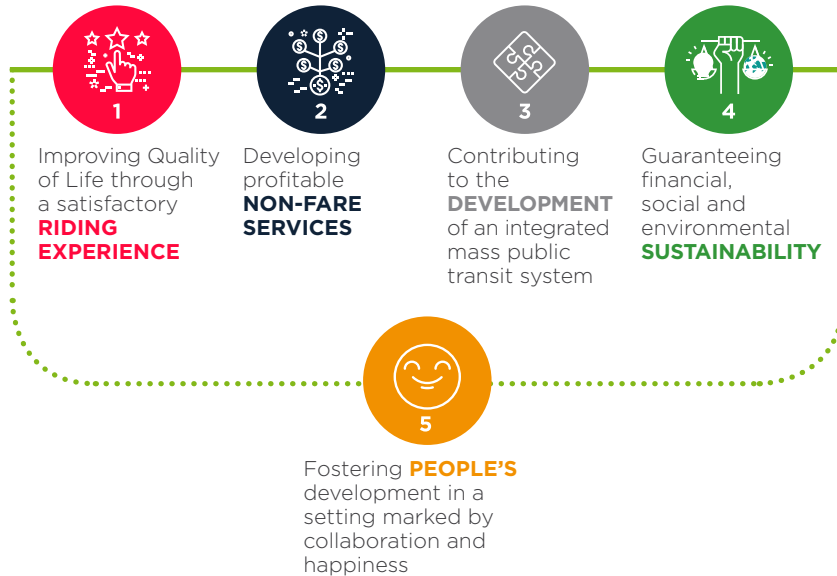 1
Improving Quality
of Life through
a satisfactory
RIDING
EXPERIENCE
2
Developing
profitable
NON-FARE
SERVICES
3
Contributing
to the
DEVELOPMENT
of an integrated
mass public
transit system
4
Guaranteeing
financial,
social and
environmental
SUSTAINABILITY
5
Fostering PEOPLE’S
development in a
setting marked by
collaboration and
happiness